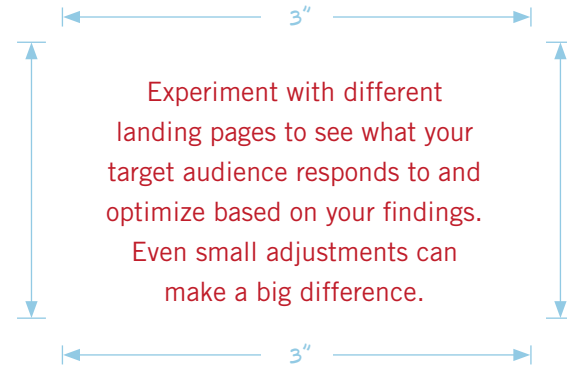 3"
Experiment with different
landing pages to see what your
target audience responds to and
optimize based on your findings.
Even small adjustments can
make a big difference.
3"